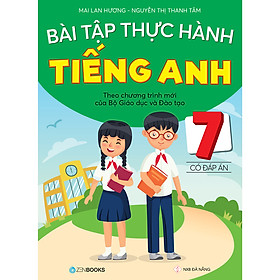 MAI LAN HƯƠNG - NGUYỄN THỊ THANH TÂM
BÀI TẬP THỰC HÀNH
TIẾNG ANH
Theo chương trình mới
của Bộ Giáo dục và Đào tạo
7
CÓ ĐÁP ÁN
ZENBOOKS
NXB ĐÀ NẴNG